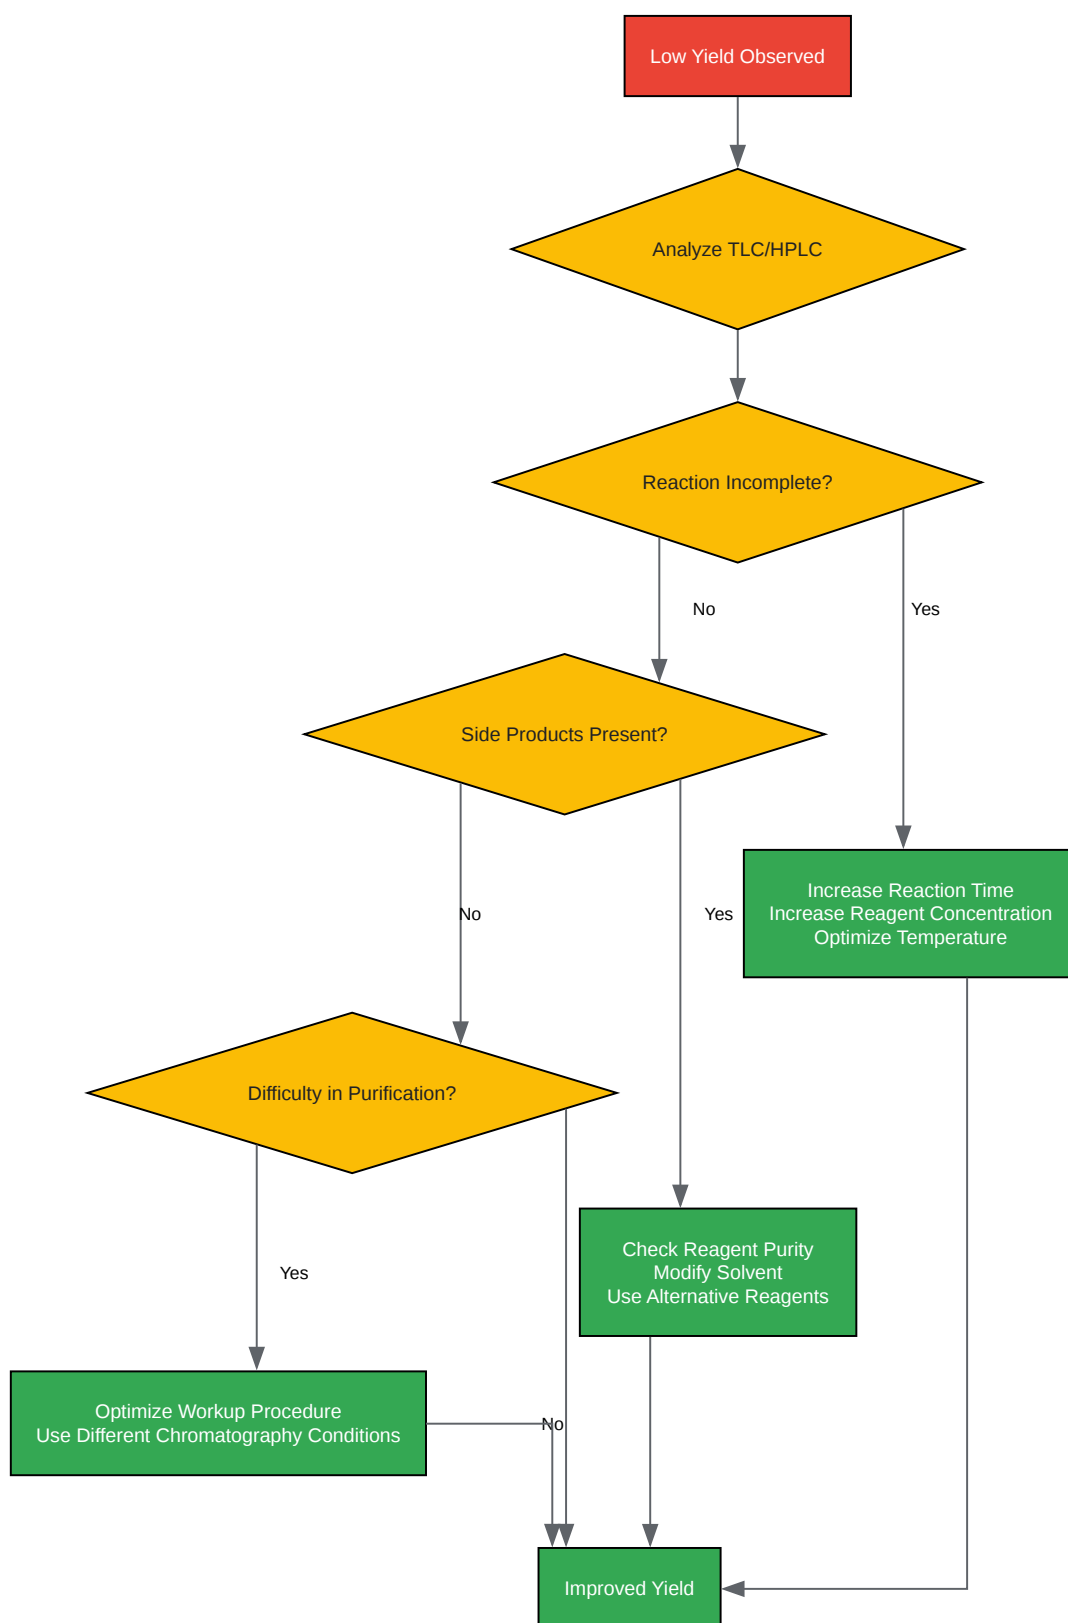 Low Yield Observed
Analyze TLC/HPLC
Reaction Incomplete?
No
Yes
Side Products Present?
Increase Reaction Time
Increase Reagent Concentration
Optimize Temperature
No
Yes
Difficulty in Purification?
Check Reagent Purity
Modify Solvent
Use Alternative Reagents
Yes
Optimize Workup Procedure
Use Different Chromatography Conditions
No
Improved Yield